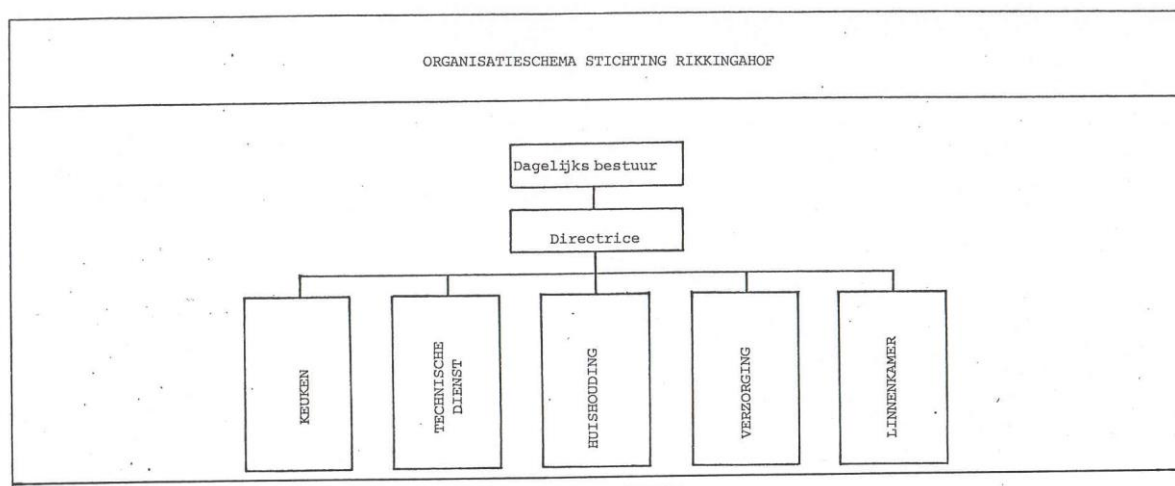 ORGANISATIESCHEMA STICHTING RIKKINGAHOF
Dagelijks bestuur
Directrice
KEUKEN
TECHNISCHE
DIENST
HUISHOUDING
VERZORGING
LINNENKAMER